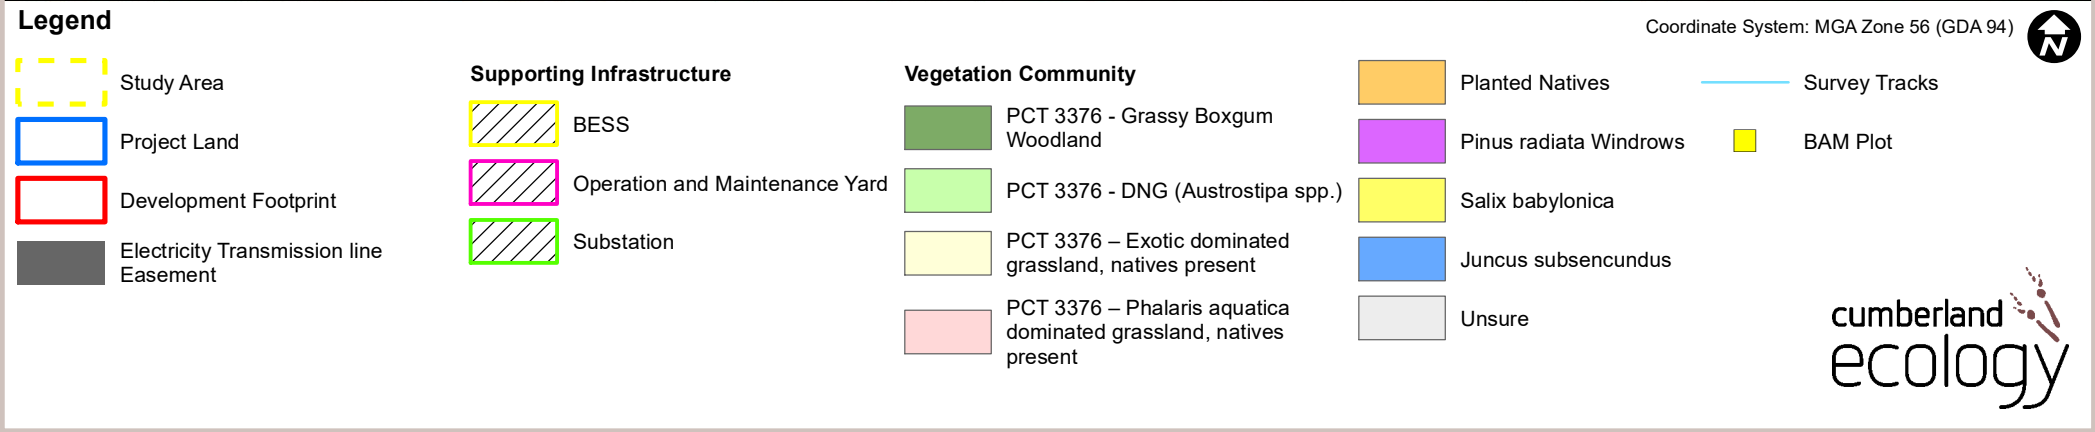 Legend
Coordinate System: MGA Zone 56 (GDA 94)
N
Study Area
Project Land
Development Footprint
Electricity Transmission line
Easement
Supporting Infrastructure
BESS
Operation and Maintenance Yard
Substation
Vegetation Community
PCT 3376 - Grassy Boxgum
Woodland
PCT 3376 - DNG (Austrostipa spp.)
PCT 3376 – Exotic dominated
grassland, natives present
PCT 3376 – Phalaris aquatica
dominated grassland, natives
present
Planted Natives
Pinus radiata Windrows
Salix babylonica
Juncus subsencundus
Unsure
Survey Tracks
BAM Plot
cumberland
ecology